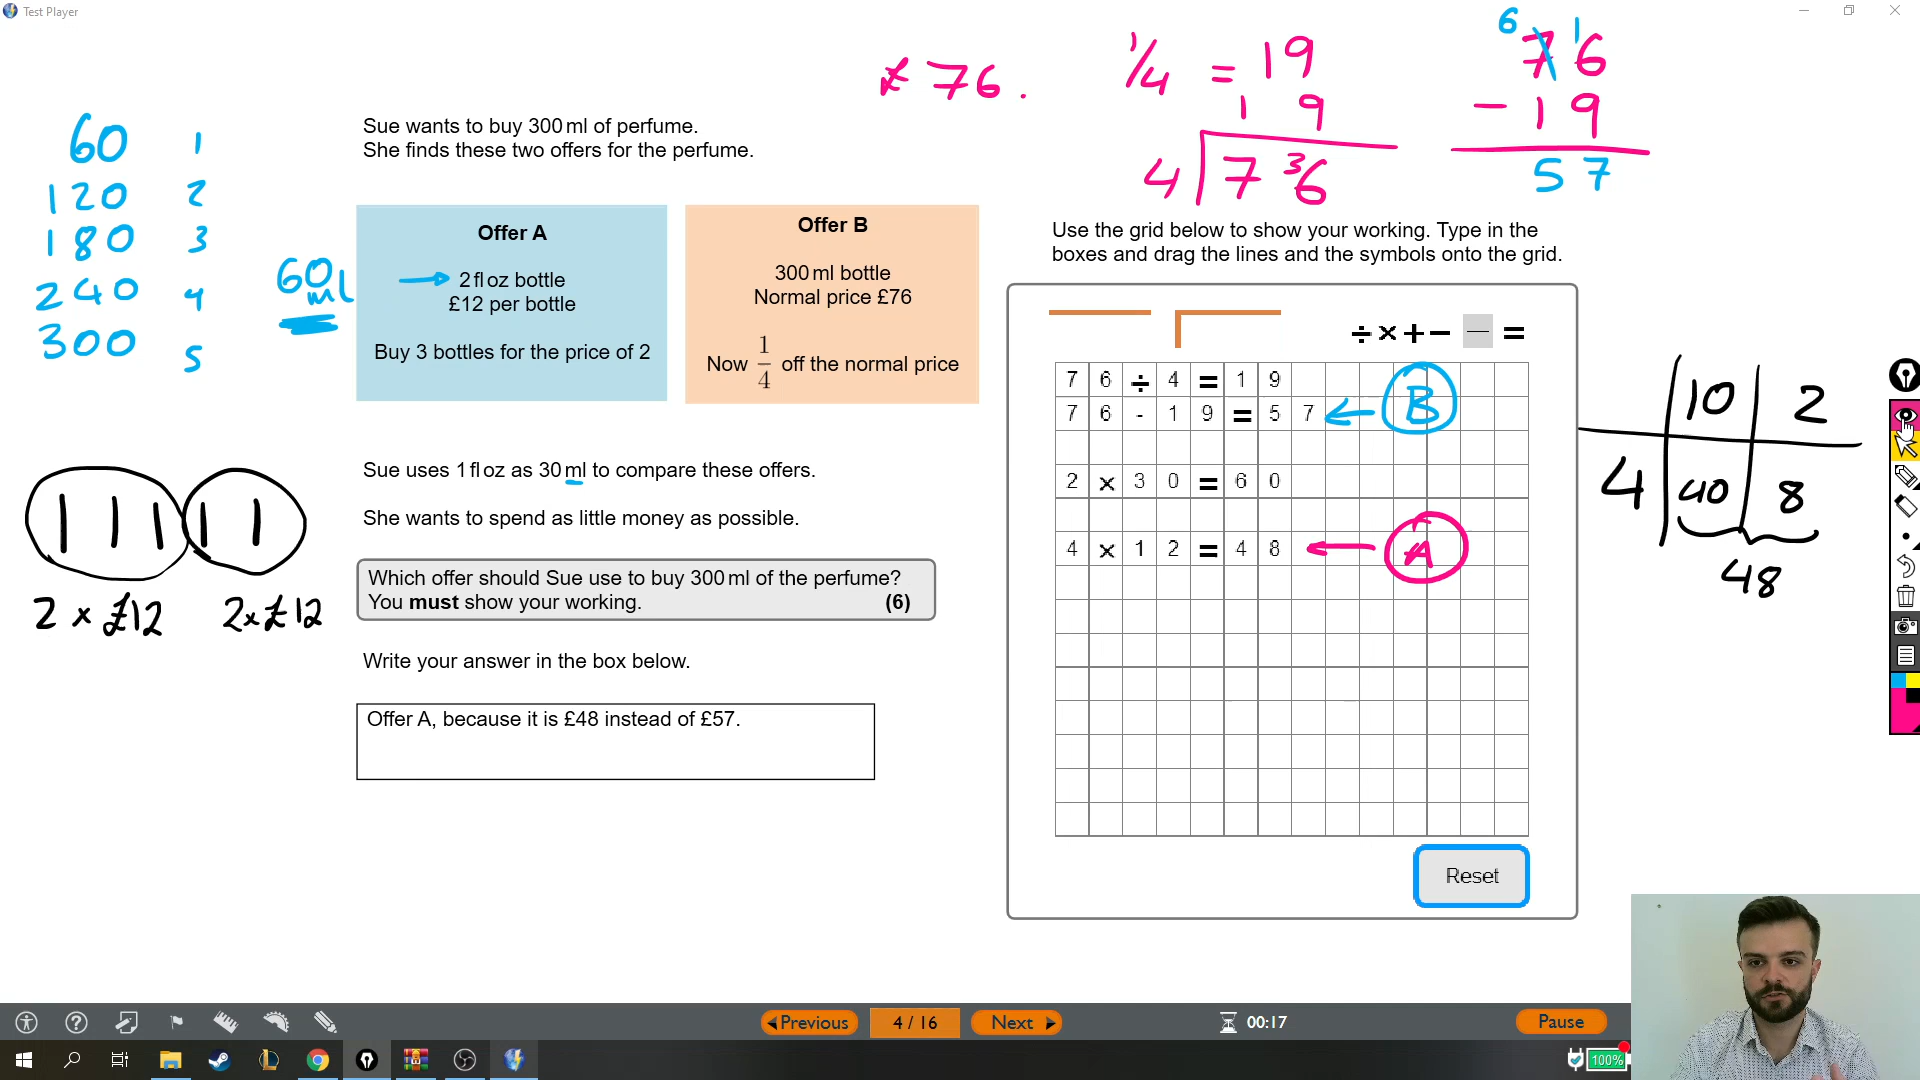 Test Player
£76.
1/4 = 19
1 9
4 7 36
6 7 16
- 1 9
5 7
60 1
120 2
180 3
240 4
300 5
60
ml
Sue wants to buy 300 ml of perfume.
She finds these two offers for the perfume.
Offer A
2 fl oz bottle
£12 per bottle
Buy 3 bottles for the price of 2
Offer B
300 ml bottle
Normal price £76
Now 1/4 off the normal price
Sue uses 1 fl oz as 30 ml to compare these offers.
She wants to spend as little money as possible.
2 x £12 2x£12
Which offer should Sue use to buy 300 ml of the perfume?
You must show your working. (6)
Write your answer in the box below.
Offer A, because it is £48 instead of £57.
Use the grid below to show your working. Type in the
boxes and drag the lines and the symbols onto the grid.
÷ × + − — =
7 6 ÷ 4 = 1 9
7 6 - 1 9 = 5 7
B
2 × 3 0 = 6 0
4 × 1 2 = 4 8
A
Reset
10 2
4 40 8
48
Previous 4 / 16 Next 00:17 Pause
100%